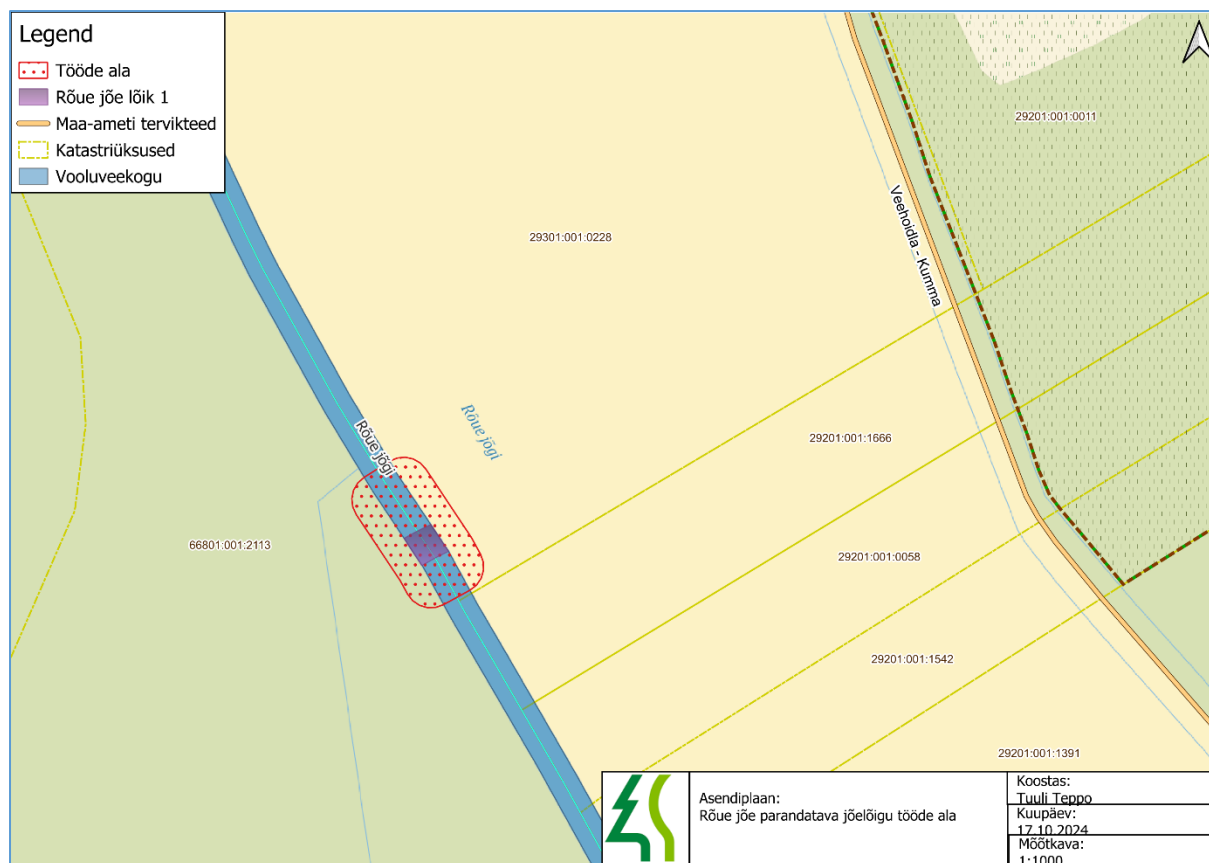 Legend
Tööde ala
Rõue jõe lõik 1
Maa-ameti tervikteed
Katastriüksused
Vooluveekogu
29201:001:0011
29301:001:0228
Veehoidla - Kumma
Rõue jõgi
Rõue jõgi
29201:001:1666
66801:001:2113
29201:001:0058
29201:001:1542
29201:001:1391
Asendiplaan:
Rõue jõe parandatava jõelõigu tööde ala
Koostas:
Tuuli Teppo
Kuupäev:
17.10.2024
Mõõtkava:
1:1000